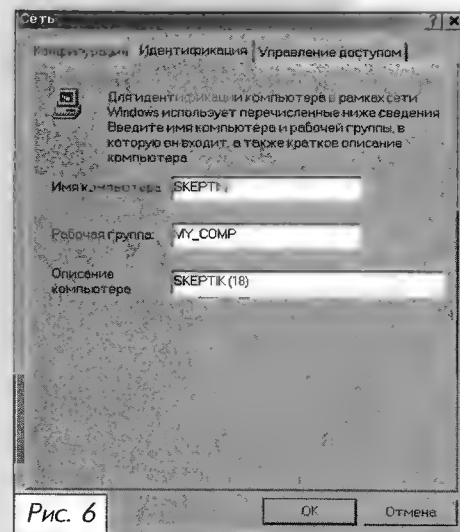 Сеть
Конфигурация Идентификация Управление доступом
Для идентификации компьютера в рамках сети
Windows использует перечисленные ниже сведения
Введите имя компьютера и рабочей группы, в
которую он входит, а также краткое описание
компьютера
Имя компьютера SKEPTI
Рабочая группа: MY_COMP
Описание
компьютера SKEPTIK (18)
OK Отмена
Рис. 6